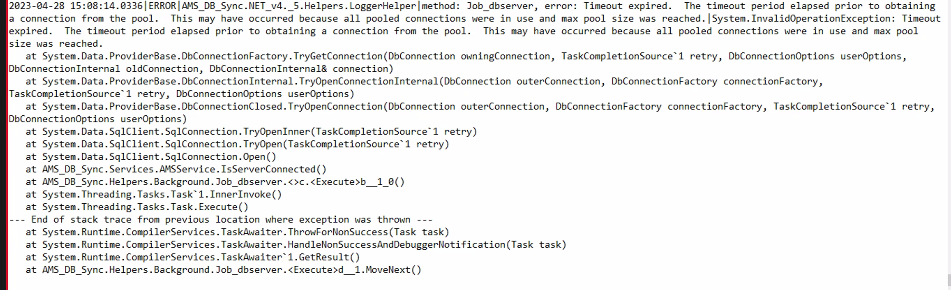 2023-04-28 15:08:14.0336|ERROR|AMS_DB_Sync.NET_v4._5.Helpers.LoggerHelper|method: Job_dbserver, error: Timeout expired.  The timeout period elapsed prior to obtaining
a connection from the pool.  This may have occurred because all pooled connections were in use and max pool size was reached.|System.InvalidOperationException: Timeout
expired.  The timeout period elapsed prior to obtaining a connection from the pool.  This may have occurred because all pooled connections were in use and max pool
size was reached.
   at System.Data.ProviderBase.DbConnectionFactory.TryGetConnection(DbConnection owningConnection, TaskCompletionSource`1 retry, DbConnectionOptions userOptions,
DbConnectionInternal oldConnection, DbConnectionInternal& connection)
   at System.Data.ProviderBase.DbConnectionInternal.TryOpenConnectionInternal(DbConnection outerConnection, DbConnectionFactory connectionFactory,
TaskCompletionSource`1 retry, DbConnectionOptions userOptions)
   at System.Data.ProviderBase.DbConnectionClosed.TryOpenConnection(DbConnection outerConnection, DbConnectionFactory connectionFactory, TaskCompletionSource`1 retry,
DbConnectionOptions userOptions)
   at System.Data.SqlClient.SqlConnection.TryOpenInner(TaskCompletionSource`1 retry)
   at System.Data.SqlClient.SqlConnection.TryOpen(TaskCompletionSource`1 retry)
   at System.Data.SqlClient.SqlConnection.Open()
   at AMS_DB_Sync.Services.AMSService.IsServerConnected()
   at AMS_DB_Sync.Helpers.Background.Job_dbserver.<>c.<Execute>b__1_0()
   at System.Threading.Tasks.Task`1.InnerInvoke()
   at System.Threading.Tasks.Task.Execute()
--- End of stack trace from previous location where exception was thrown ---
   at System.Runtime.CompilerServices.TaskAwaiter.ThrowForNonSuccess(Task task)
   at System.Runtime.CompilerServices.TaskAwaiter.HandleNonSuccessAndDebuggerNotification(Task task)
   at System.Runtime.CompilerServices.TaskAwaiter`1.GetResult()
   at AMS_DB_Sync.Helpers.Background.Job_dbserver.<Execute>d__1.MoveNext()